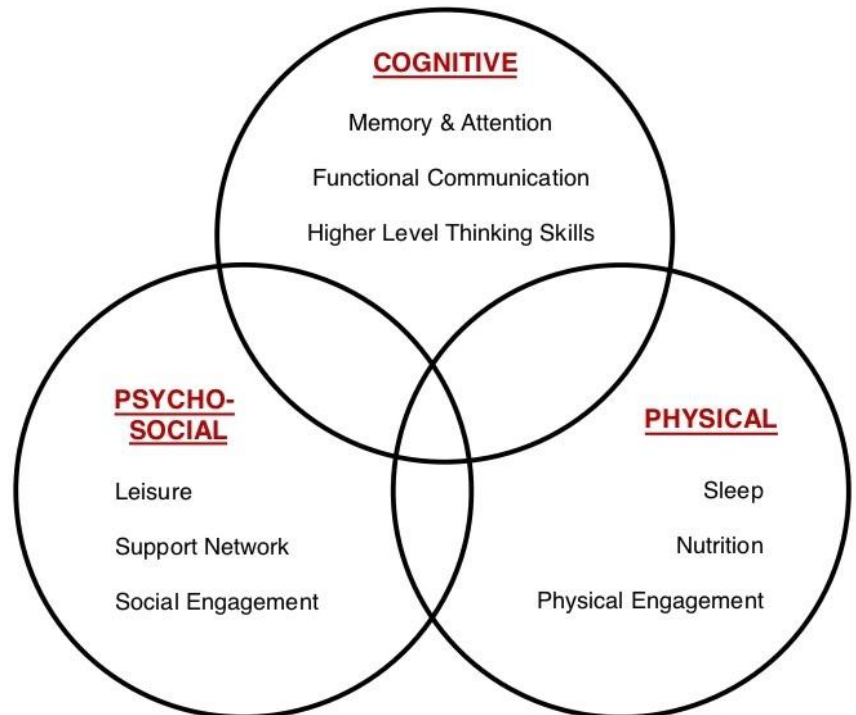 COGNITIVE
Memory & Attention
Functional Communication
Higher Level Thinking Skills
PSYCHO-
SOCIAL
Leisure
Support Network
Social Engagement
PHYSICAL
Sleep
Nutrition
Physical Engagement